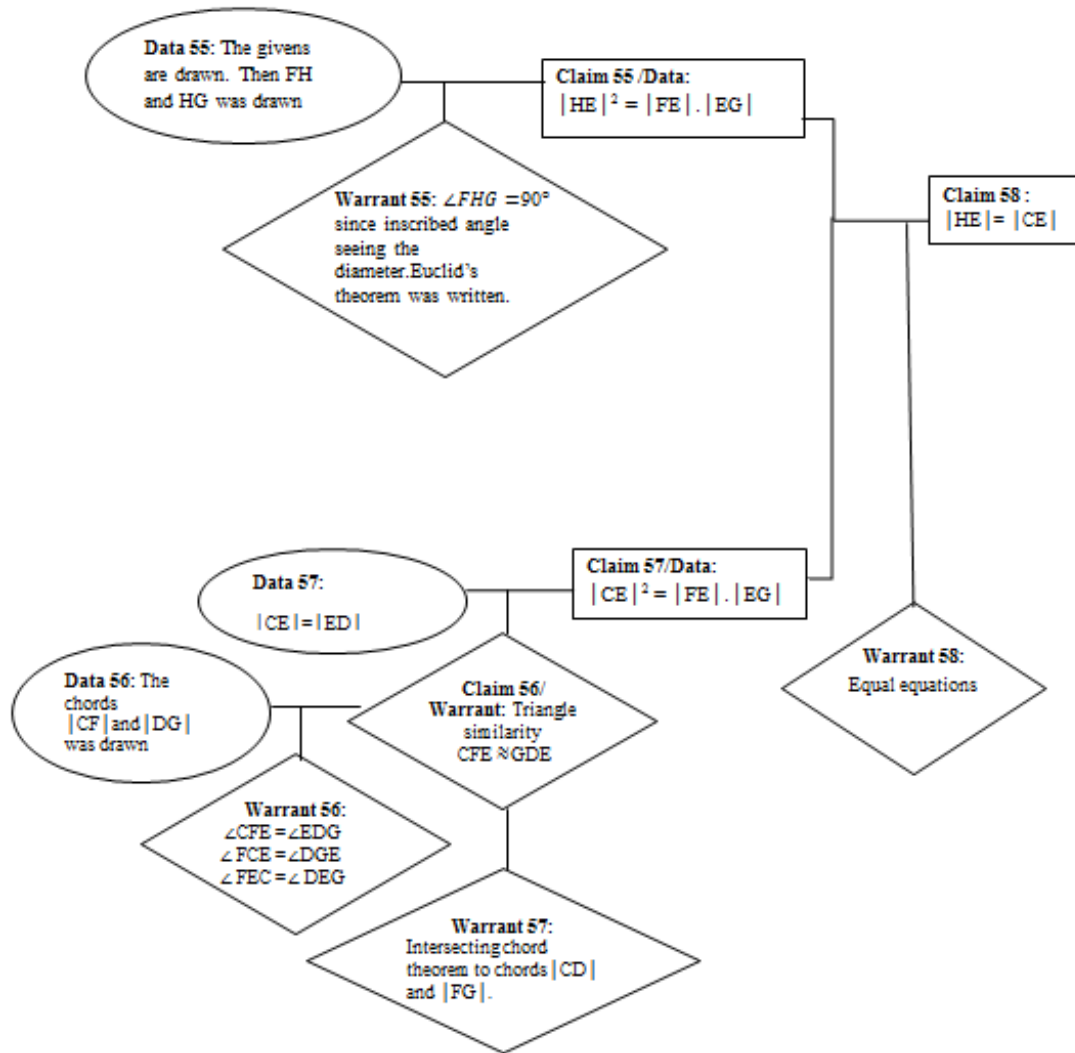 Data 55: The givens
are drawn. Then FH
and HG was drawn
Claim 55 /Data:
|HE|² = |FE| . |EG|
Warrant 55: ∠FHG =90°
since inscribed angle
seeing the
diameter.Euclid's
theorem was written.
Claim 58 :
|HE|= |CE|
Data 57:
|CE|=|ED|
Claim 57/Data:
|CE|² = |FE| . |EG|
Warrant 58:
Equal equations
Data 56: The
chords
|CF| and |DG|
was drawn
Claim 56/
Warrant: Triangle
similarity
CFE ≈ GDE
Warrant 56:
∠CFE =∠EDG
∠FCE =∠DGE
∠FEC =∠ DEG
Warrant 57:
Intersecting chord
theorem to chords |CD|
and |FG|.